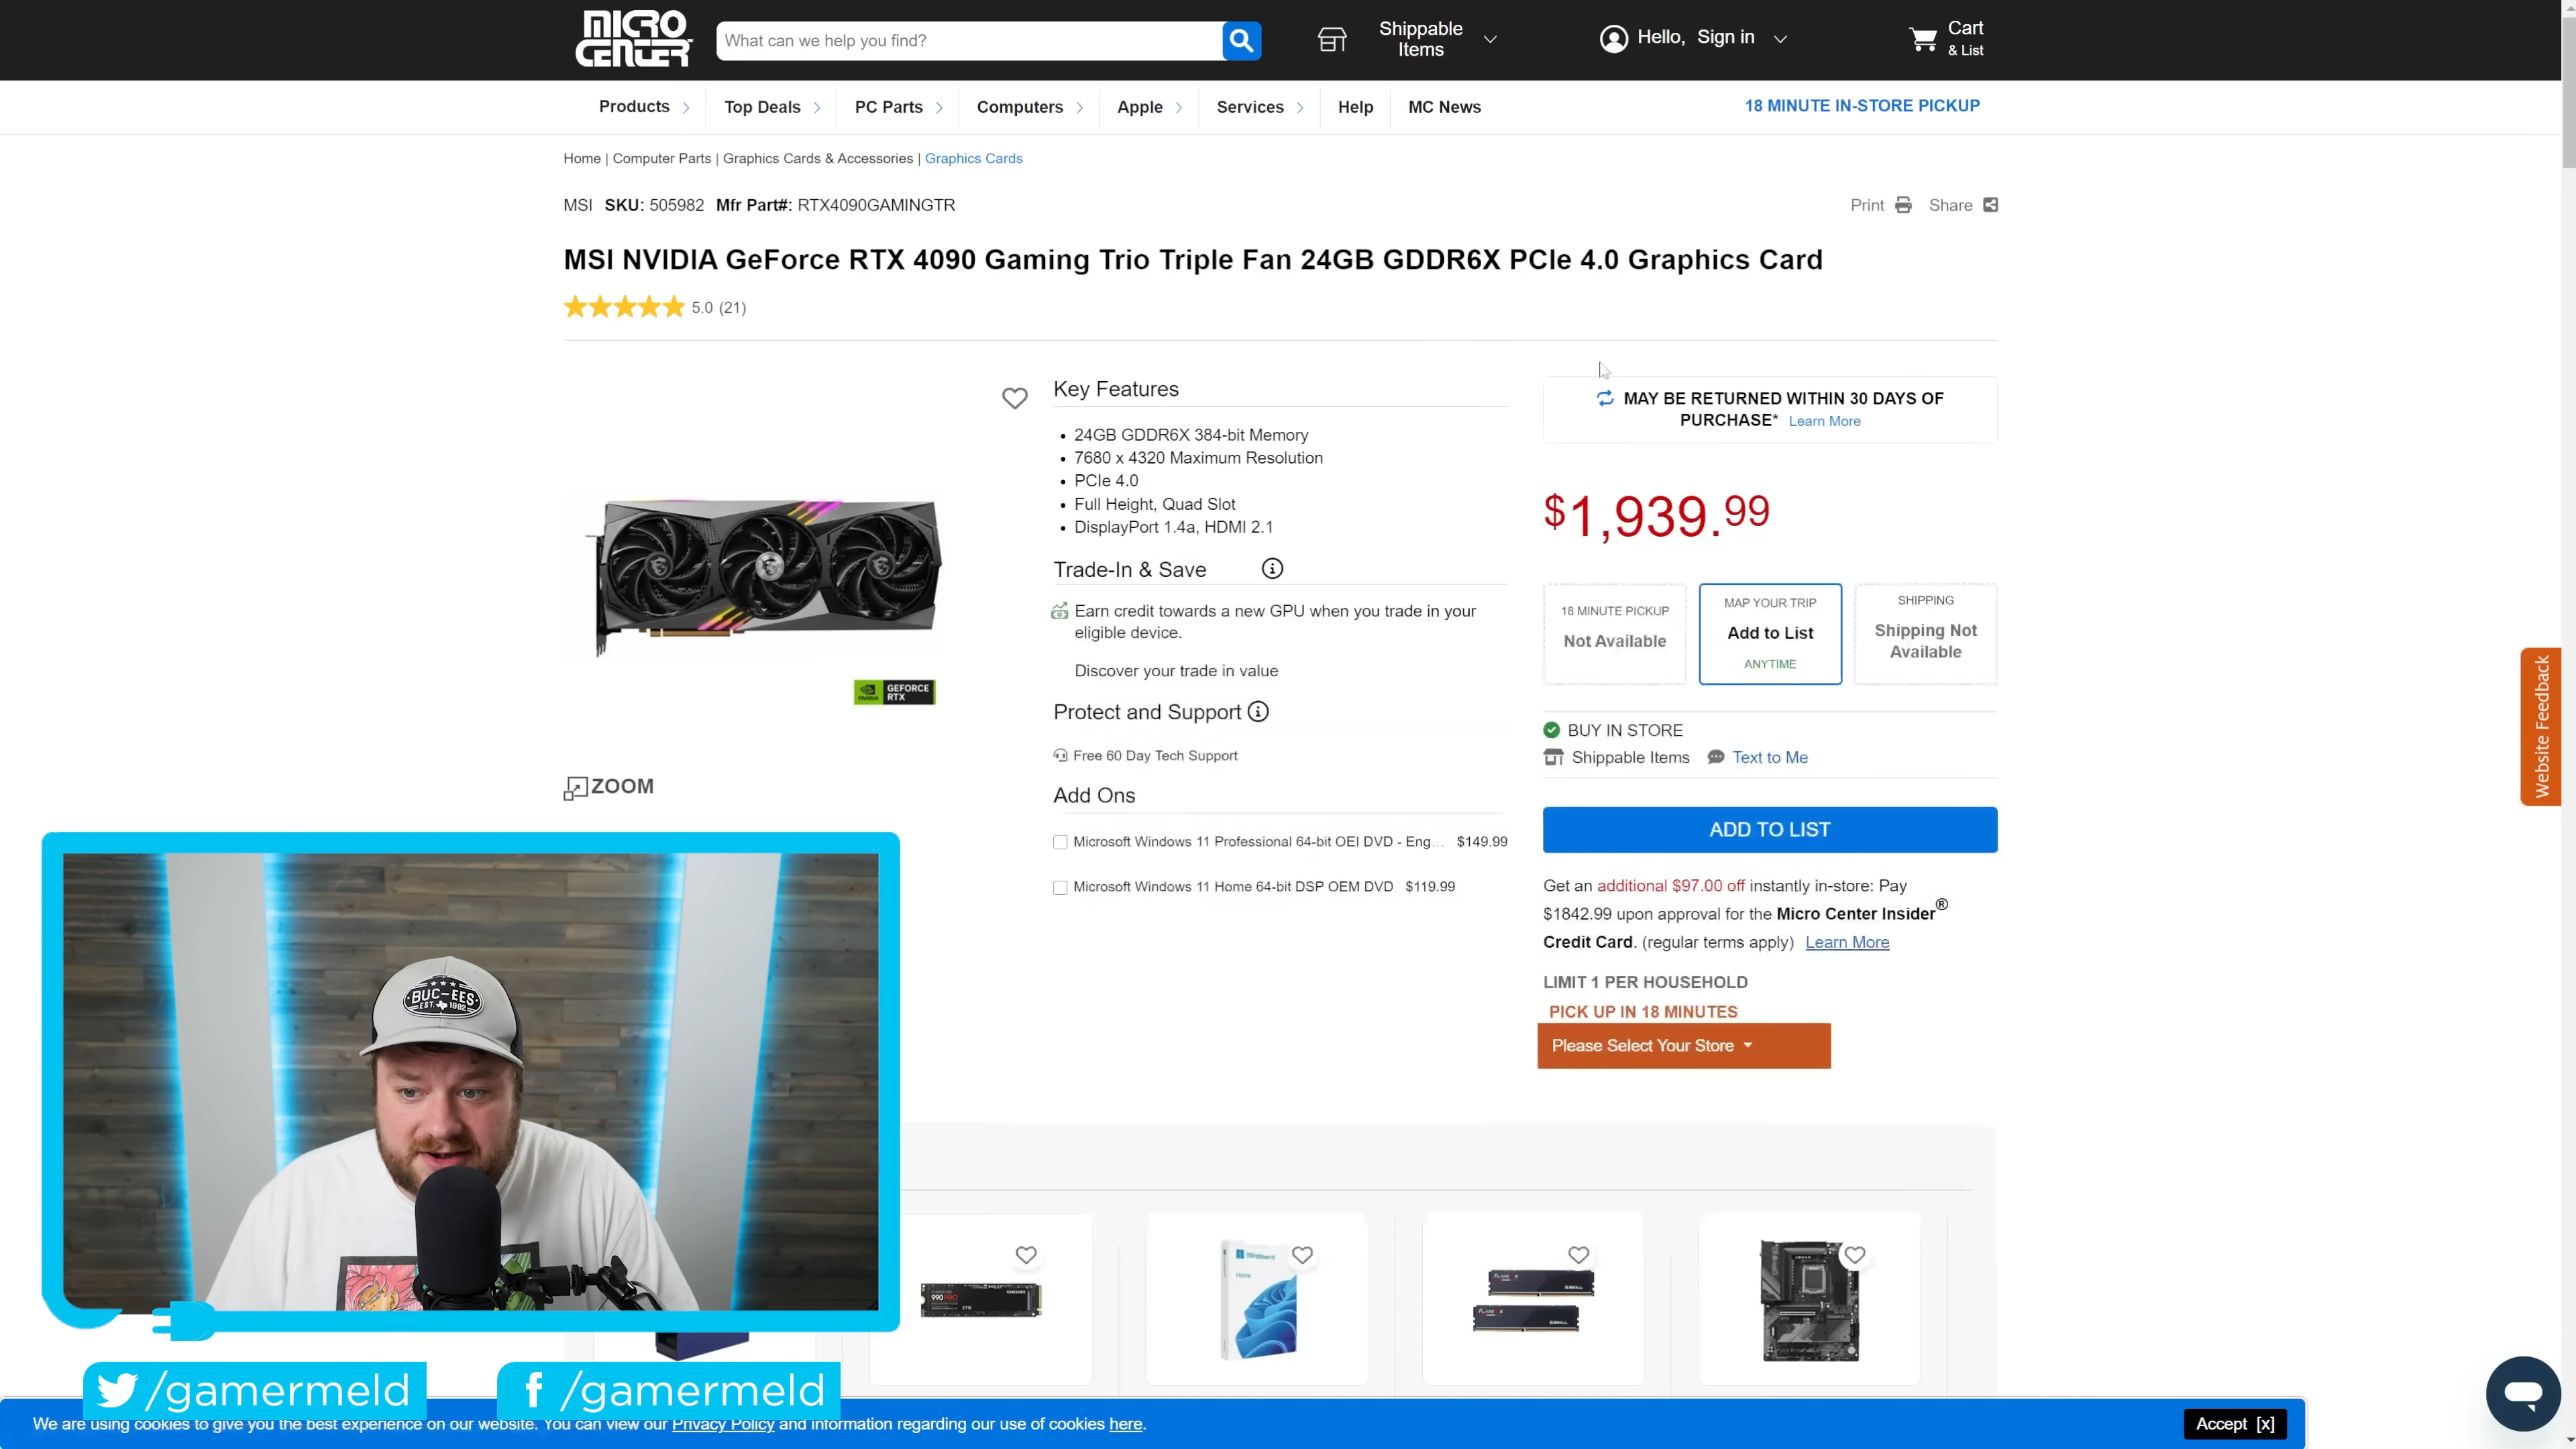 MICRO
CENTER
What can we help you find?
Shippable
Items
Hello, Sign in
Cart
& List
Products
Top Deals
PC Parts
Computers
Apple
Services
Help
MC News
18 MINUTE IN-STORE PICKUP
Home | Computer Parts | Graphics Cards & Accessories | Graphics Cards
MSI SKU: 505982 Mfr Part#: RTX4090GAMINGTR
Print
Share
MSI NVIDIA GeForce RTX 4090 Gaming Trio Triple Fan 24GB GDDR6X PCIe 4.0 Graphics Card
5.0 (21)
NVIDIA
GEFORCE
RTX
ZOOM
Key Features
• 24GB GDDR6X 384-bit Memory
• 7680 x 4320 Maximum Resolution
• PCIe 4.0
• Full Height, Quad Slot
• DisplayPort 1.4a, HDMI 2.1
Trade-In & Save
Earn credit towards a new GPU when you trade in your
eligible device.
Discover your trade in value
Protect and Support
Free 60 Day Tech Support
Add Ons
Microsoft Windows 11 Professional 64-bit OEI DVD - Eng... $149.99
Microsoft Windows 11 Home 64-bit DSP OEM DVD $119.99
MAY BE RETURNED WITHIN 30 DAYS OF
PURCHASE* Learn More
$1,939.99
18 MINUTE PICKUP
Not Available
MAP YOUR TRIP
Add to List
ANYTIME
SHIPPING
Shipping Not
Available
BUY IN STORE
Shippable Items
Text to Me
ADD TO LIST
Get an additional $97.00 off instantly in-store: Pay
$1842.99 upon approval for the Micro Center Insider®
Credit Card. (regular terms apply) Learn More
LIMIT 1 PER HOUSEHOLD
PICK UP IN 18 MINUTES
Please Select Your Store
Website Feedback
BUC-EES
EST. 1982
990 PRO
SAMSUNG
Home
G.SKILL
G.SKILL
/gamermeld
/gamermeld
We are using cookies to give you the best experience on our website. You can view our Privacy Policy and information regarding our use of cookies here.
Accept [x]